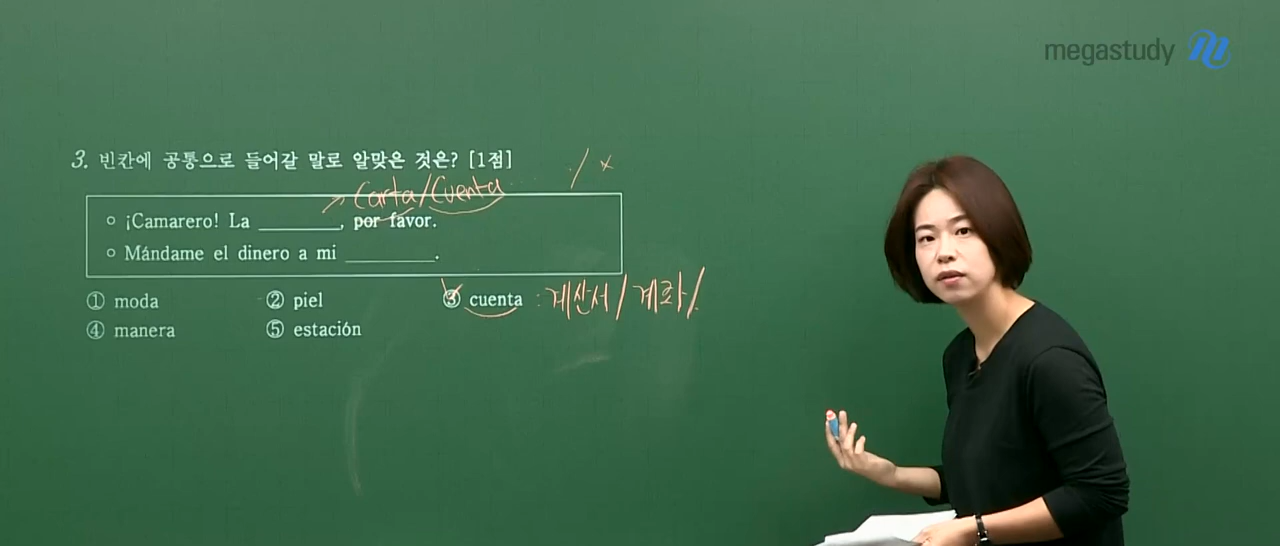 megastudy
3. 빈칸에 공통으로 들어갈 말로 알맞은 것은? [1점]
Carta/Cuenta
○ ¡Camarero! La ________, por favor.
○ Mándame el dinero a mi ________.
① moda ② piel ③ cuenta : 계산서 / 계좌 /
④ manera ⑤ estación